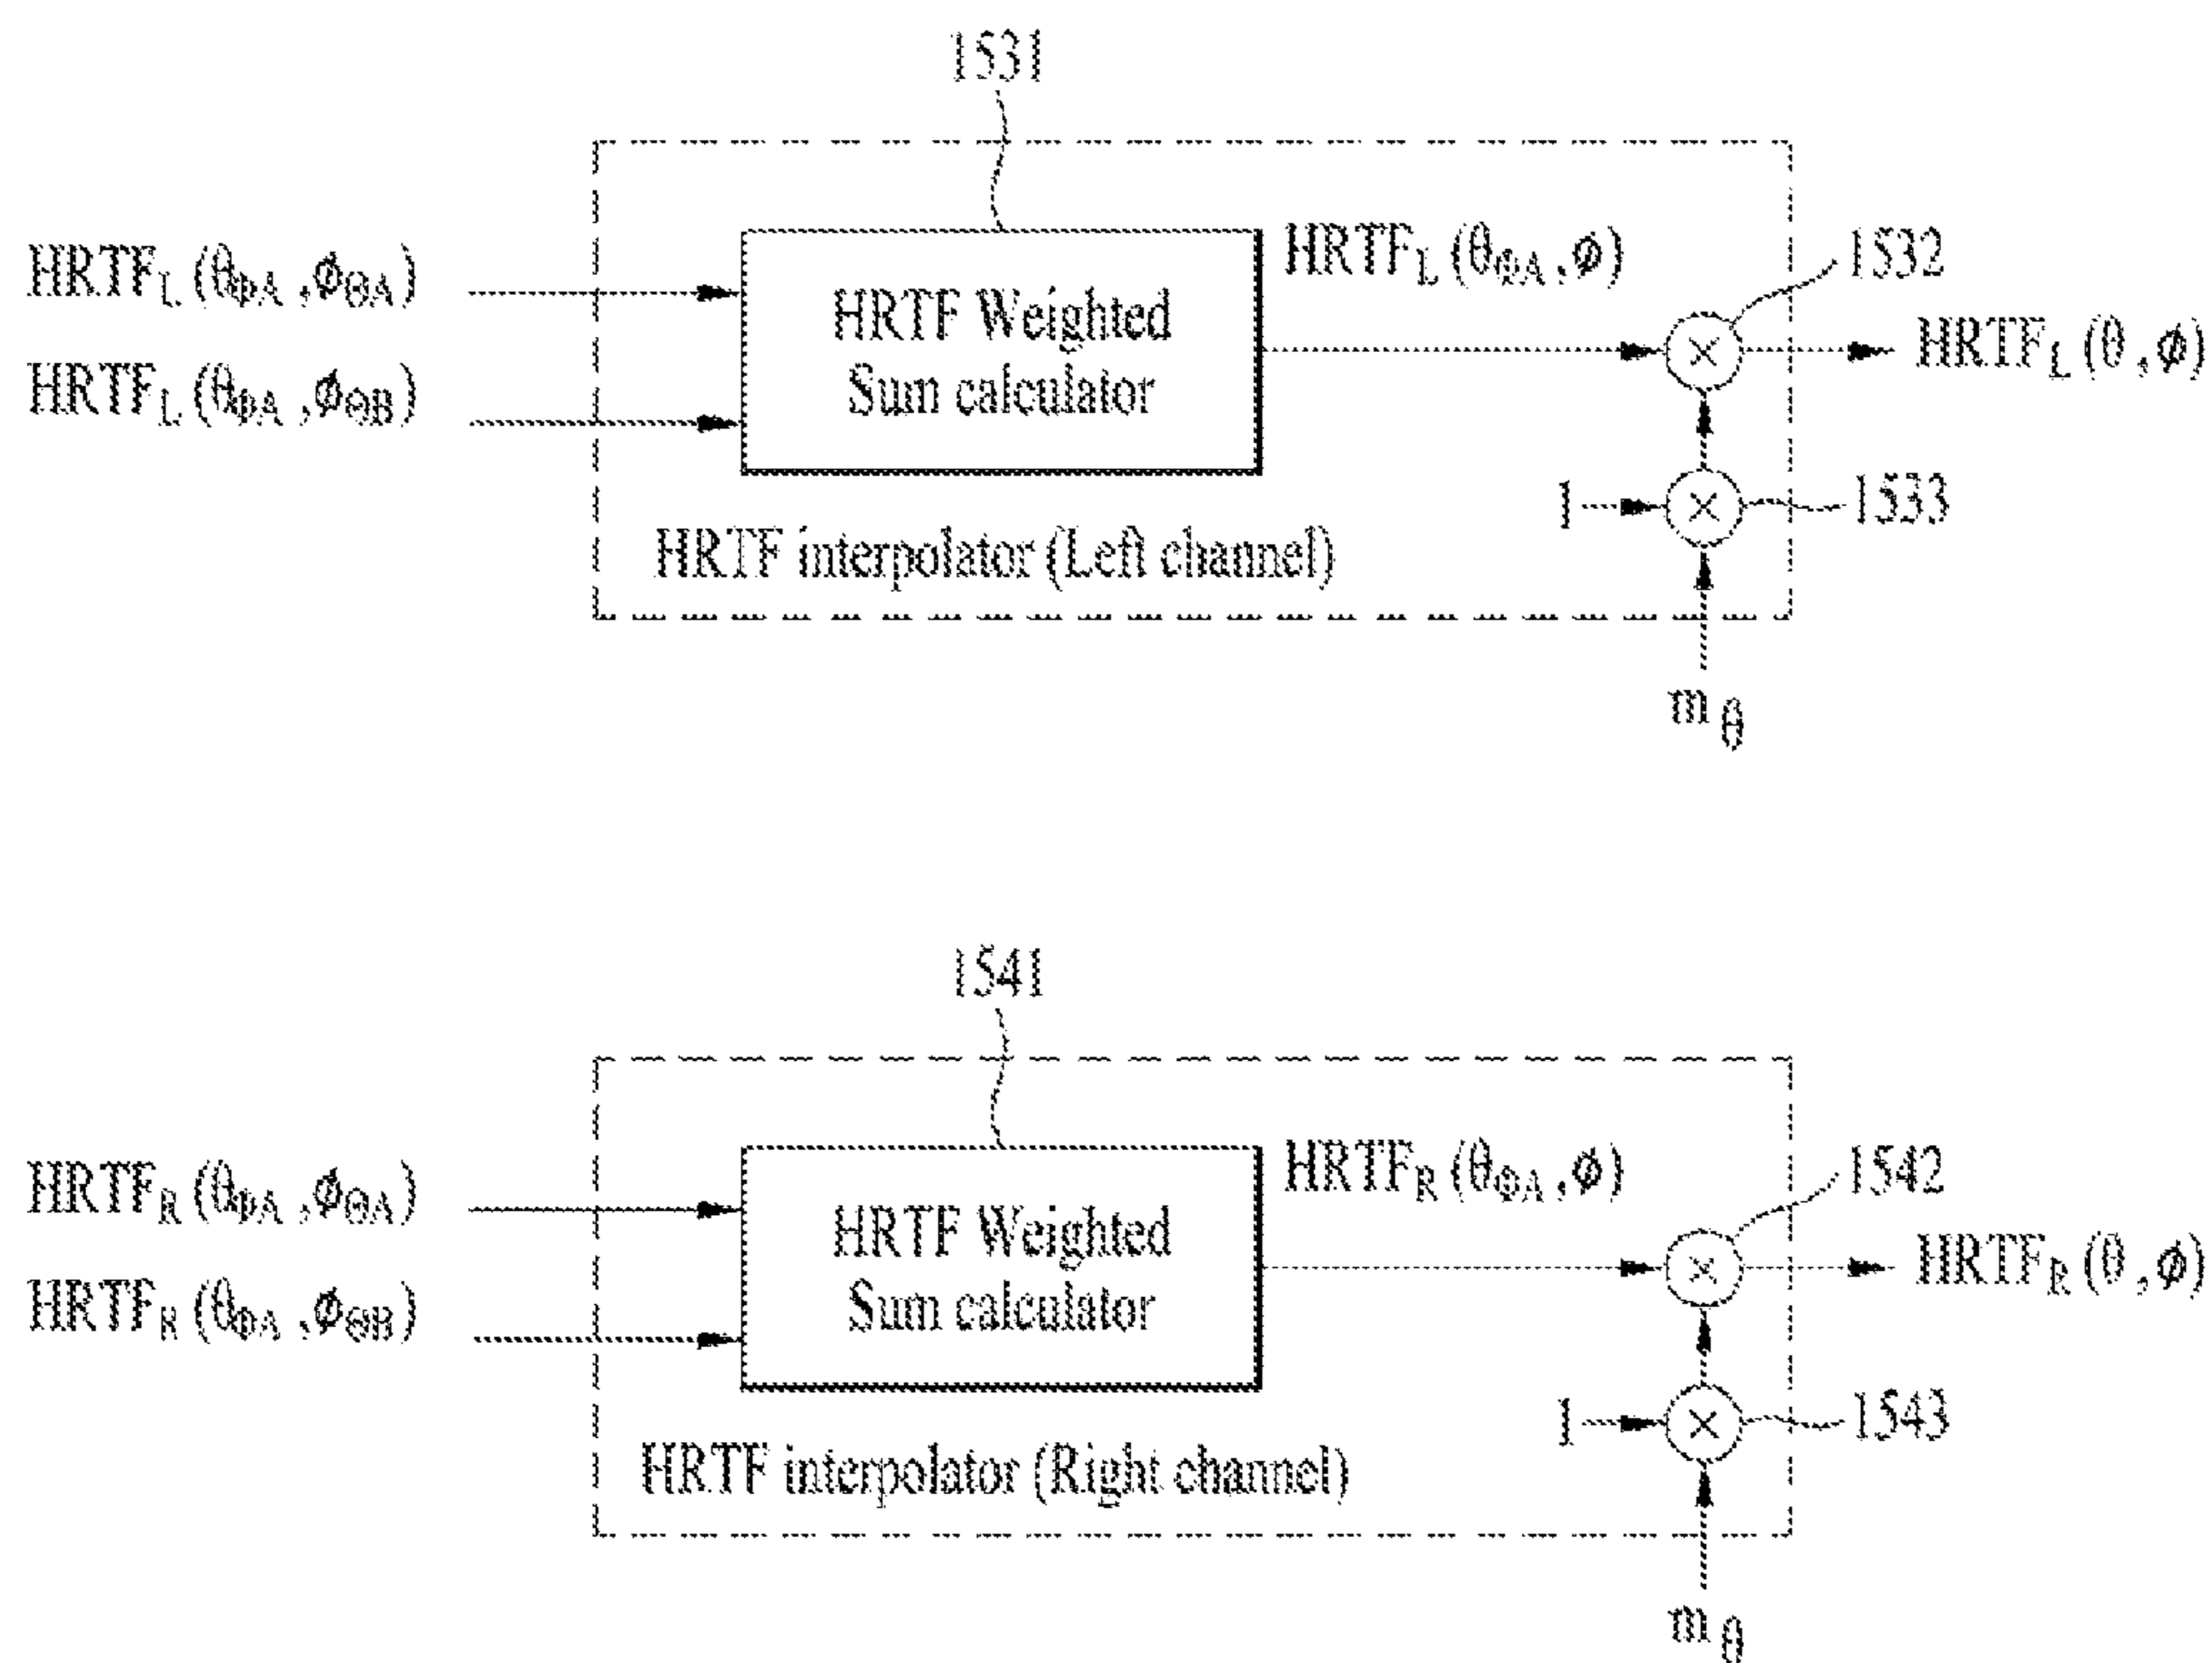 1531
HRTF_L (θ_ΦA ,ϕ_ΘA)
HRTF_L (θ_ΦA ,ϕ_ΘB)
HRTF Weighted
Sum calculator
HRTF_L (θ_ΦA ,ϕ)
1532
HRTF_L (θ ,ϕ)
1
×
×
1533
HRTF interpolator (Left channel)
m_θ
1541
HRTF_R (θ_ΦA ,ϕ_ΘA)
HRTF_R (θ_ΦA ,ϕ_ΘB)
HRTF Weighted
Sum calculator
HRTF_R (θ_ΦA ,ϕ)
1542
HRTF_R (θ ,ϕ)
1
×
×
1543
HRTF interpolator (Right channel)
m_θ